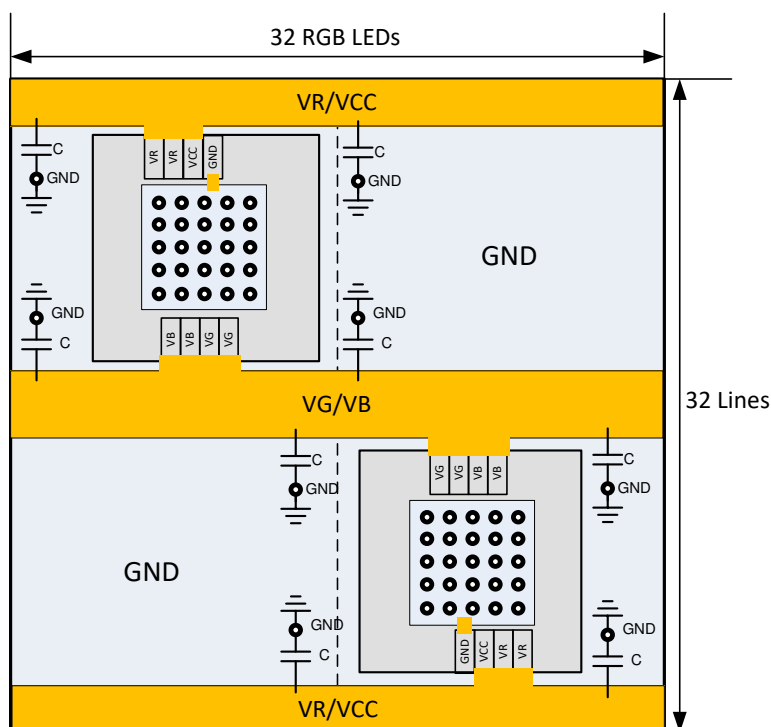 32 RGB LEDs
VR/VCC
C
GND
VR
VR
VCC
GND
C
GND
GND
GND
C
VB
VB
VG
VG
GND
C
VG/VB
32 Lines
C
GND
VG
VG
VB
VB
C
GND
GND
GND
C
GND
VCC
VR
VR
GND
C
VR/VCC